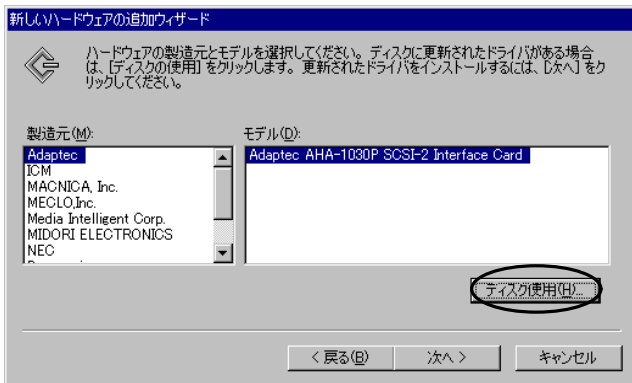 新しいハードウェアの追加ウィザード
ハードウェアの製造元とモデルを選択してください。ディスクに更新されたドライバがある場合
は、[ディスクの使用] をクリックします。更新されたドライバをインストールするには、[次へ] をク
リックしてください。
製造元(M):
モデル(D):
Adaptec
ICM
MACNICA, Inc.
MECLO,Inc.
Media Intelligent Corp.
MIDORI ELECTRONICS
NEC
Adaptec AHA-1030P SCSI-2 Interface Card
ディスク使用(H)...
< 戻る(B)
次へ >
キャンセル